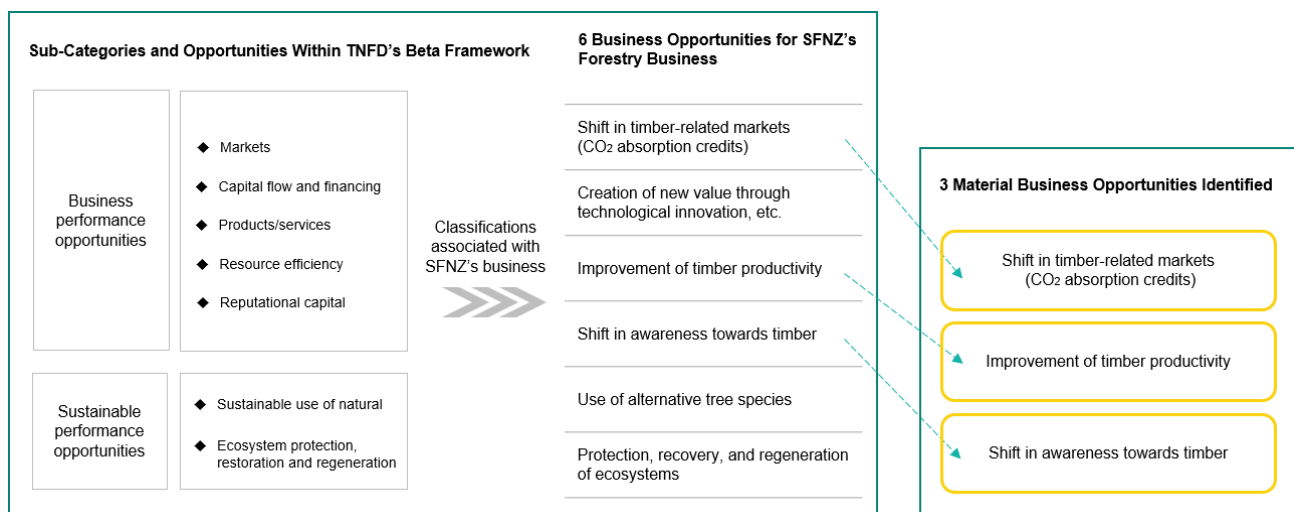 Sub-Categories and Opportunities Within TNFD's Beta Framework
Business
performance
opportunities
◆ Markets
◆ Capital flow and financing
◆ Products/services
◆ Resource efficiency
◆ Reputational capital
Sustainable
performance
opportunities
◆ Sustainable use of natural
◆ Ecosystem protection,
restoration and regeneration
Classifications
associated with
SFNZ's business
6 Business Opportunities for SFNZ's
Forestry Business
Shift in timber-related markets
(CO₂ absorption credits)
Creation of new value through
technological innovation, etc.
Improvement of timber productivity
Shift in awareness towards timber
Use of alternative tree species
Protection, recovery, and regeneration
of ecosystems
3 Material Business Opportunities Identified
Shift in timber-related markets
(CO₂ absorption credits)
Improvement of timber productivity
Shift in awareness towards timber